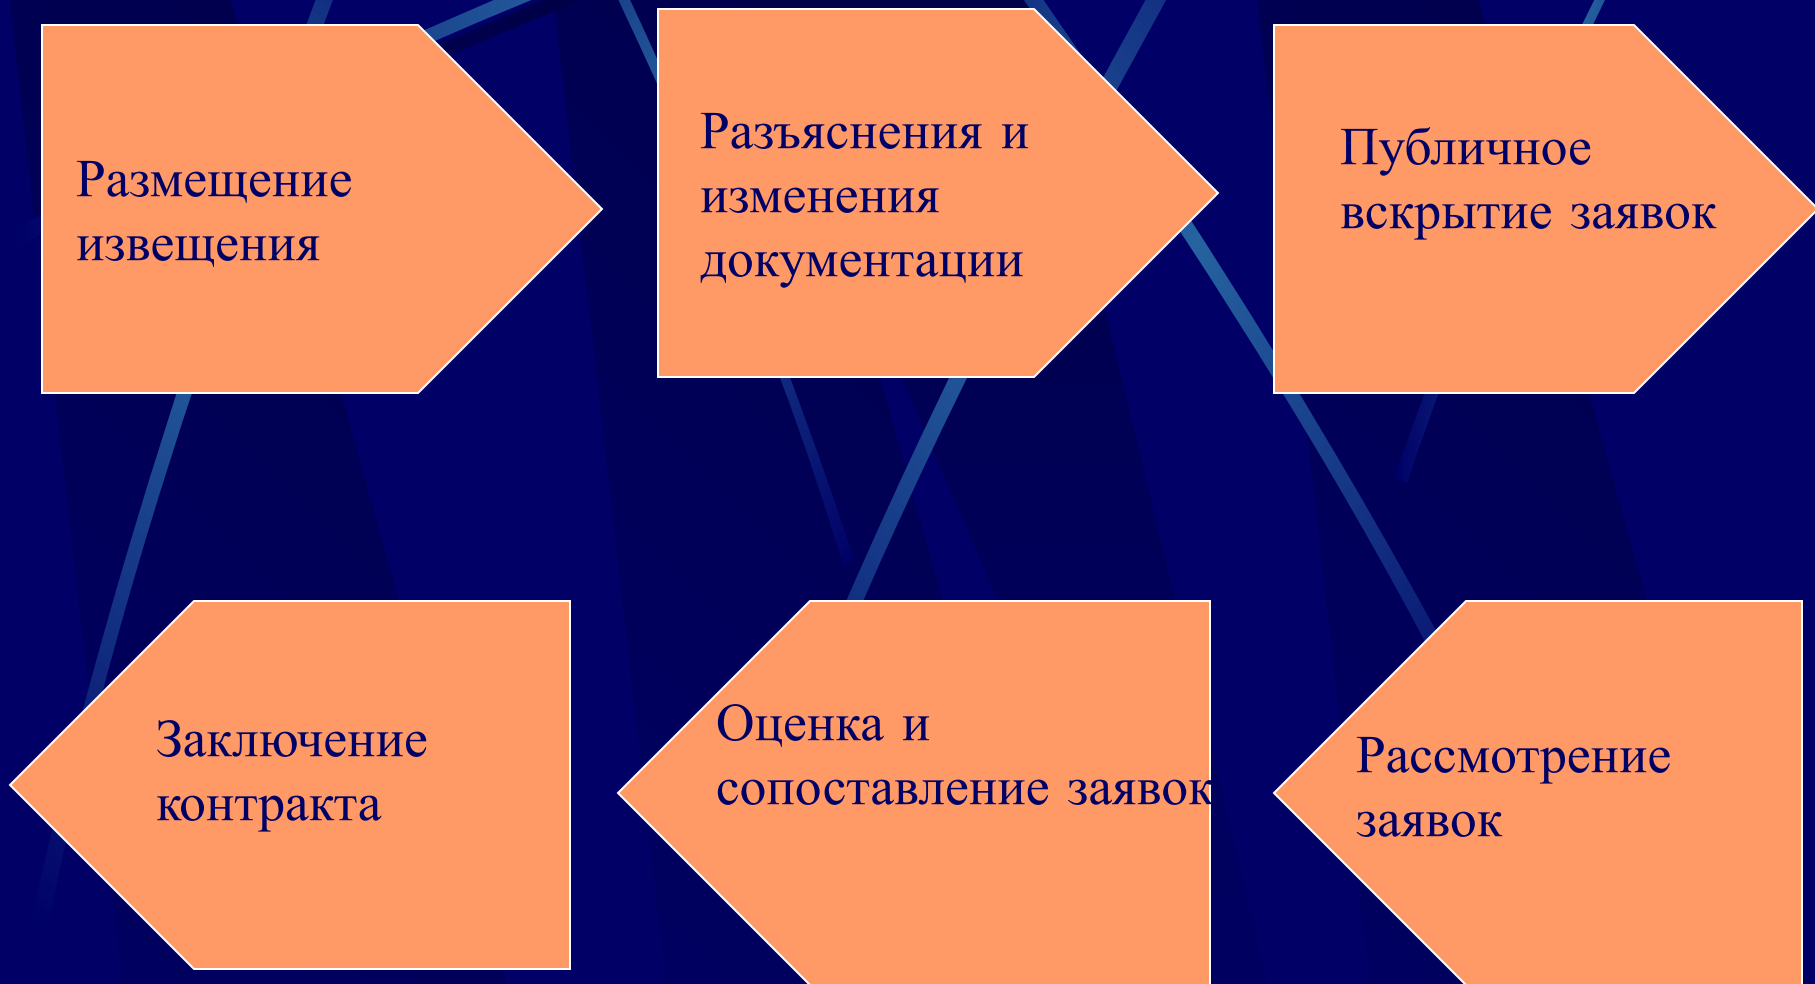 Размещение
извещения
Разъяснения и
изменения
документации
Публичное
вскрытие заявок
Заключение
контракта
Оценка и
сопоставление заявок
Рассмотрение
заявок